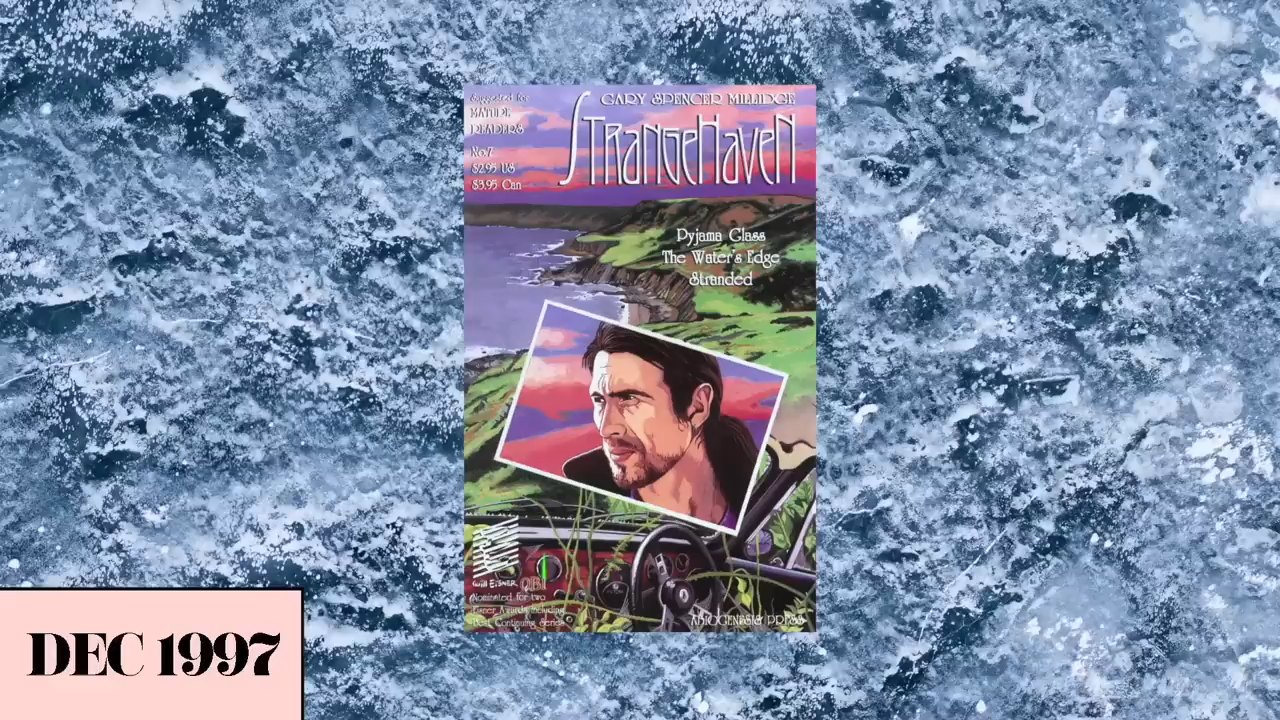 Suggested for
MATURE
READERS
No.7
$2.95 US
$3.95 Can
GARY SPENCER MILLIDGE
STRANGEHAVEN
Pyjama Glass
The Water's Edge
Stranded
WILL EISNER
Nominated for two
Eisner Awards including
Best Continuing Series
ABIOGENESIS PRESS
DEC 1997